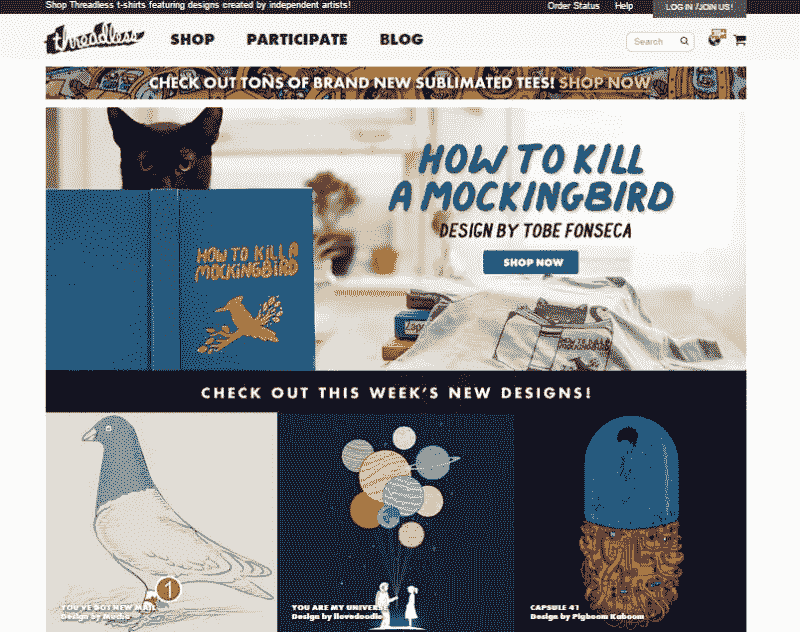 Shop Threadless t-shirts featuring designs created by independent artists!
Order Status Help LOG IN / JOIN US!
threadless SHOP PARTICIPATE BLOG Search
CHECK OUT TONS OF BRAND NEW SUBLIMATED TEES! SHOP NOW
HOW TO KILL
A MOCKINGBIRD
DESIGN BY TOBE FONSECA
SHOP NOW
HOW TO KILL A
MOCKINGBIRD
CHECK OUT THIS WEEK'S NEW DESIGNS!
1
YOU'VE GOT NEW MAIL
Design by
YOU ARE MY UNIVERSE
Design by ilovedoodle
CAPSULE 41
Design by Pigboom Kaboom